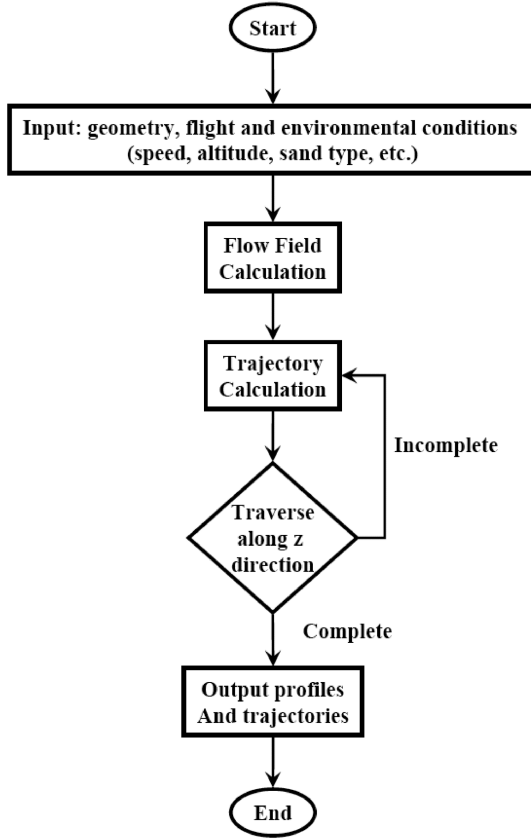 Start
Input: geometry, flight and environmental conditions
(speed, altitude, sand type, etc.)
Flow Field
Calculation
Trajectory
Calculation
Incomplete
Traverse
along z
direction
Complete
Output profiles
And trajectories
End